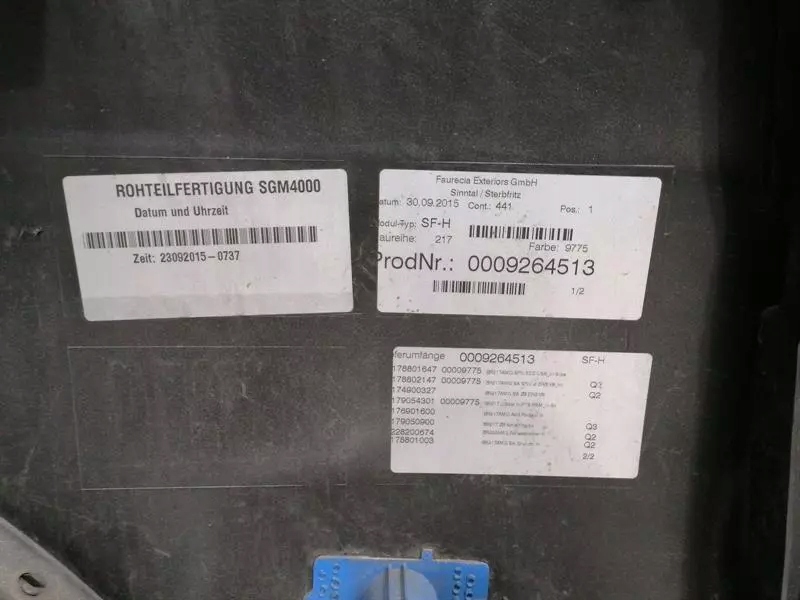 ROHTEILFERTIGUNG SGM4000
Datum und Uhrzeit
Zeit: 23092015-0737
Faurecia Exteriors GmbH
Sinntal / Sterbfritz
atum: 30.09.2015 Cont.: 441 Pos.: 1
odul-Typ: SF-H
aureihe: 217 Farbe: 9775
ProdNr.: 0009264513
1/2
eferumfänge 0009264513 SF-H
178801647 00009775
178802147 00009775 Q2
174900327 Q2
179054301 00009775
176901600
179050900 Q3
228200674 Q2
178801003 Q2
2/2